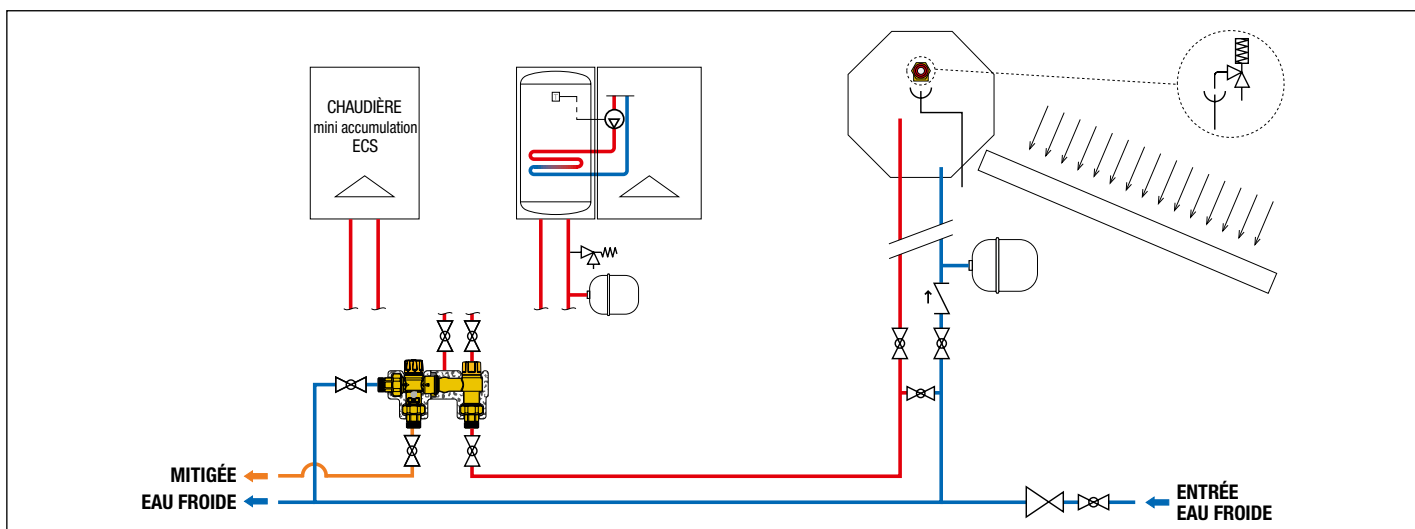 CHAUDIÈRE
mini accumulation
ECS
T
MITIGÉE
EAU FROIDE
ENTRÉE
EAU FROIDE